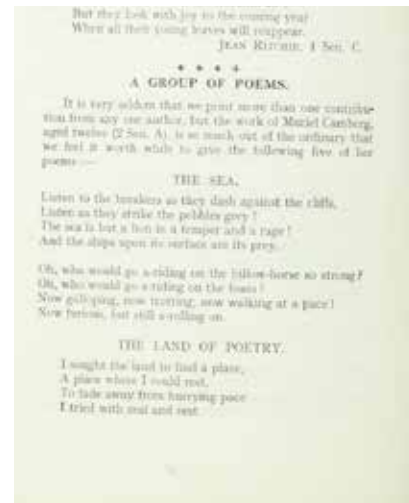 But they look with joy to the coming year
When all their young leaves will reappear.
JEAN RITCHIE, 1 Sen. C.
A GROUP OF POEMS.
It is very seldom that we print more than one contribu-
tion from any one author, but the work of Muriel Camberg,
aged twelve (2 Sen. A), is so much out of the ordinary that
we feel it worth while to give the following five of her
poems:—
THE SEA.
Listen to the breakers as they dash against the cliffs,
Listen as they strike the pebbles grey!
The sea is but a lion in a temper and a rage!
And the ships upon its surface are its prey.
Oh, who would go a-riding on the billow-horse so strong?
Oh, who would go a-riding on the foam?
Now galloping, now trotting, now walking at a pace!
Now furious, but still a-rolling on.
THE LAND OF POETRY.
I sought the land to find a place,
A place where I could rest,
To fade away from hurrying pace
I tried with zeal and zest